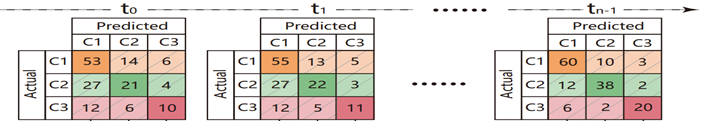 t0 t1 ...... tn-1
Predicted Predicted Predicted
C1 C2 C3 C1 C2 C3 C1 C2 C3
Actual C1 53 14 6 Actual C1 55 13 5 Actual C1 60 10 3
C2 27 21 4 C2 27 22 3 ...... C2 12 38 2
C3 12 6 10 C3 12 5 11 C3 6 2 20